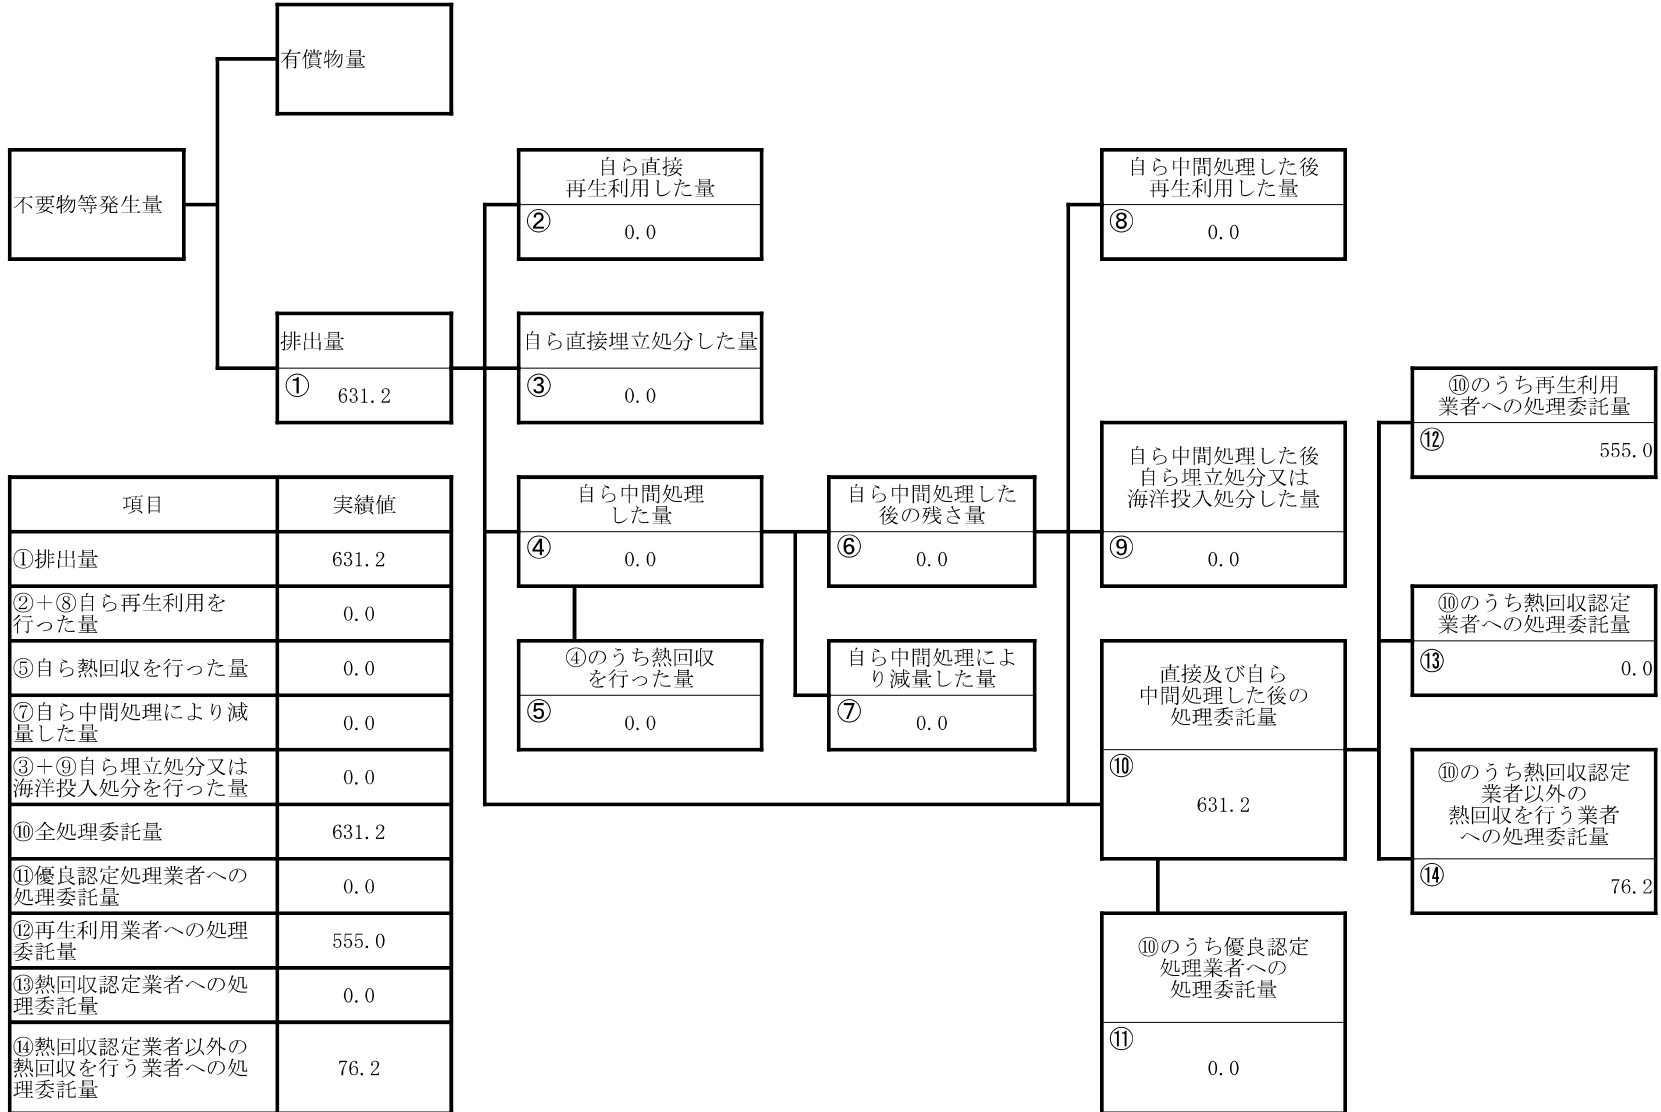 有償物量
不要物等発生量
排出量
①
631.2
自ら直接
再生利用した量
②
0.0
自ら直接埋立処分した量
③
0.0
自ら中間処理
した量
④
0.0
④のうち熱回収
を行った量
⑤
0.0
自ら中間処理した
後の残さ量
⑥
0.0
自ら中間処理によ
り減量した量
⑦
0.0
自ら中間処理した後
再生利用した量
⑧
0.0
自ら中間処理した後
自ら埋立処分又は
海洋投入処分した量
⑨
0.0
直接及び自ら
中間処理した後の
処理委託量
⑩
631.2
⑩のうち優良認定
処理業者への
処理委託量
⑪
0.0
⑩のうち再生利用
業者への処理委託量
⑫
555.0
⑩のうち熱回収認定
業者への処理委託量
⑬
0.0
⑩のうち熱回収認定
業者以外の
熱回収を行う業者
への処理委託量
⑭
76.2
項目 実績値
①排出量 631.2
②＋⑧自ら再生利用を
行った量 0.0
⑤自ら熱回収を行った量 0.0
⑦自ら中間処理により減
量した量 0.0
③＋⑨自ら埋立処分又は
海洋投入処分を行った量 0.0
⑩全処理委託量 631.2
⑪優良認定処理業者への
処理委託量 0.0
⑫再生利用業者への処理
委託量 555.0
⑬熱回収認定業者への処
理委託量 0.0
⑭熱回収認定業者以外の
熱回収を行う業者への処
理委託量 76.2